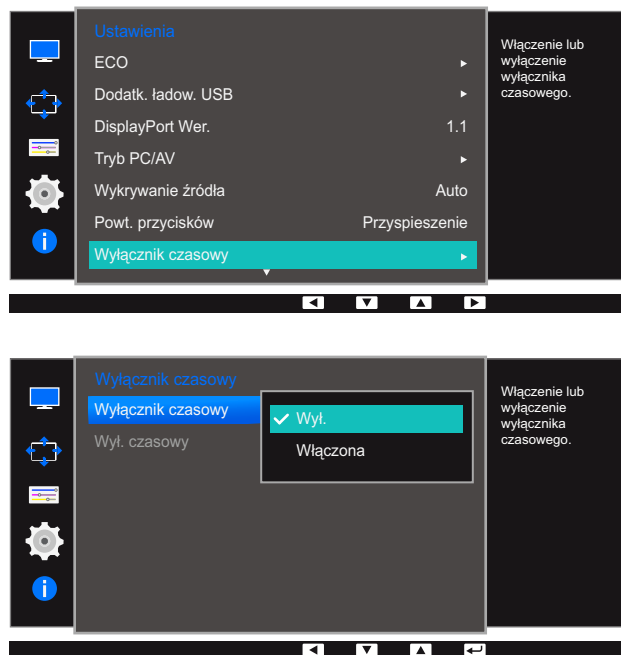 Ustawienia
ECO
Dodatk. ładow. USB
DisplayPort Wer. 1.1
Tryb PC/AV
Wykrywanie źródła Auto
Powt. przycisków Przyspieszenie
Wyłącznik czasowy
Włączenie lub
wyłączenie
wyłącznika
czasowego.
Wyłącznik czasowy
Wyłącznik czasowy
Wył. czasowy
Wył.
Włączona
Włączenie lub
wyłączenie
wyłącznika
czasowego.